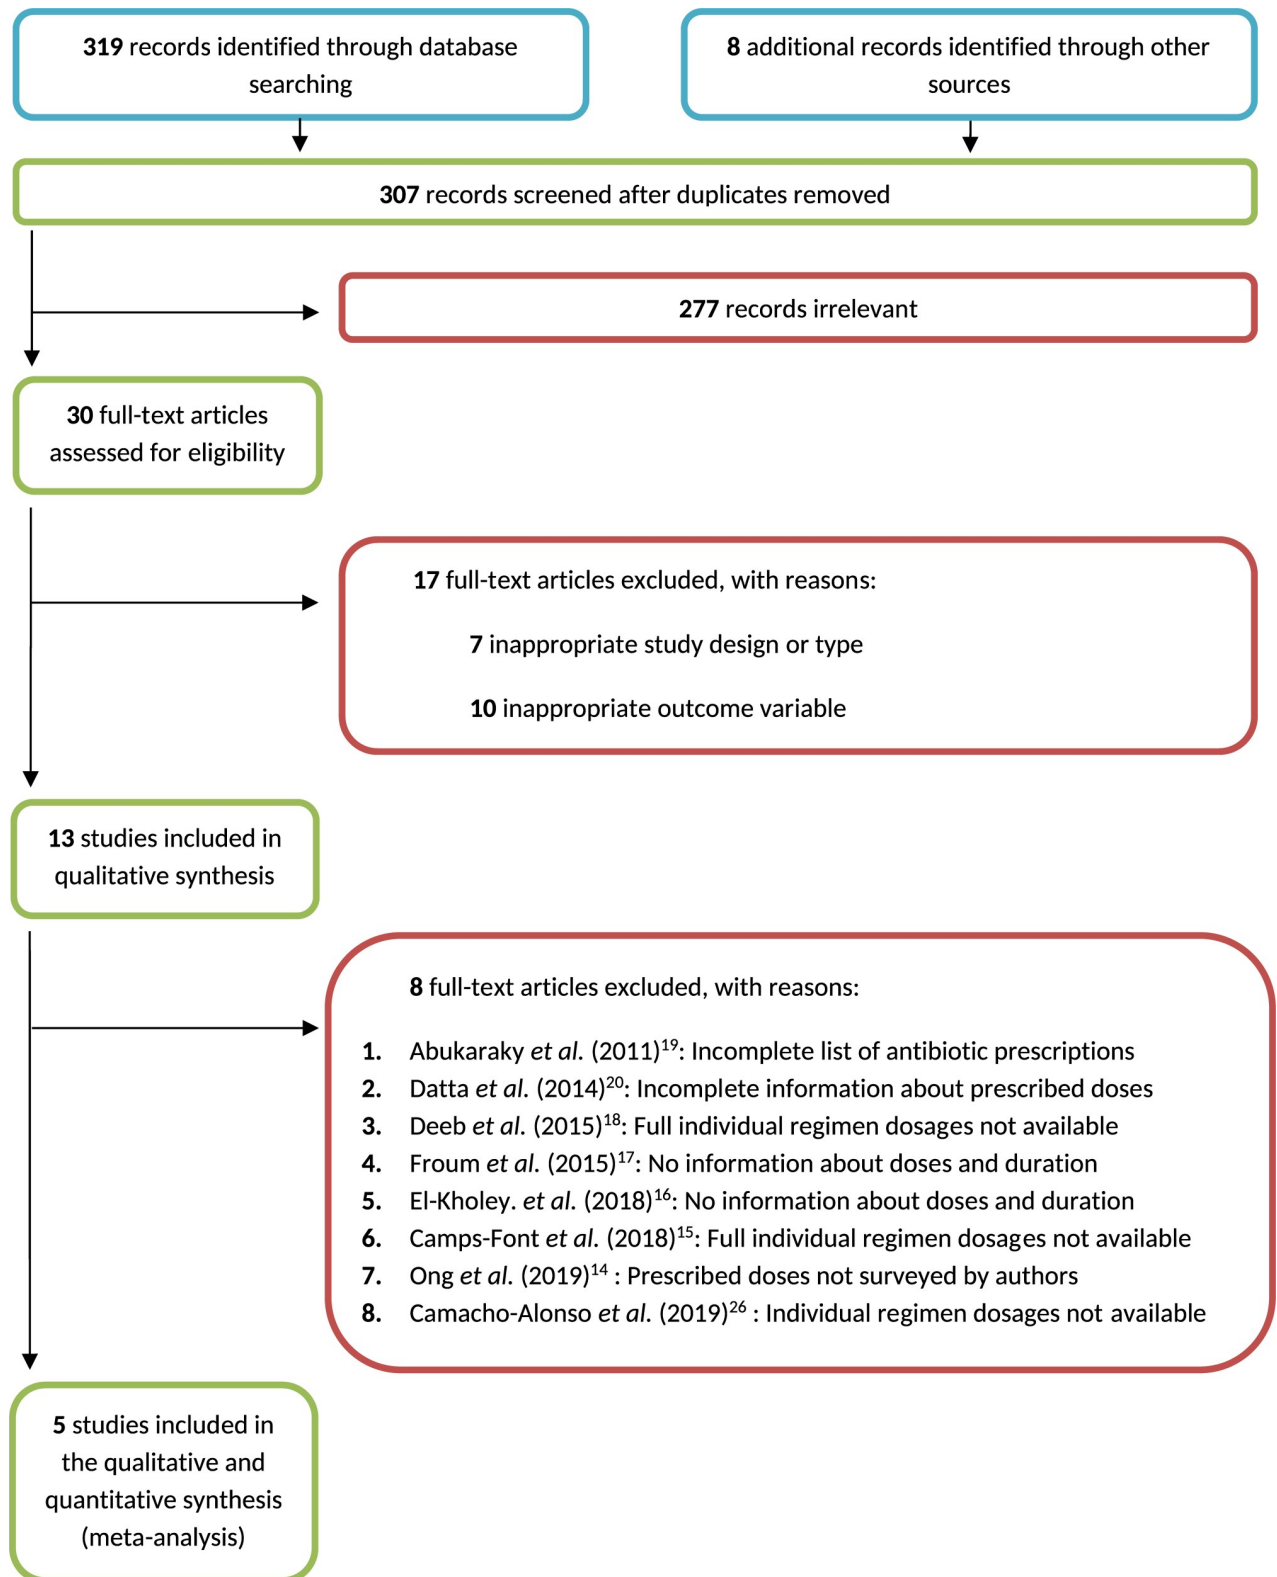 319 records identified through database
searching
8 additional records identified through other
sources
307 records screened after duplicates removed
277 records irrelevant
30 full-text articles
assessed for eligibility
17 full-text articles excluded, with reasons:
7 inappropriate study design or type
10 inappropriate outcome variable
13 studies included in
qualitative synthesis
8 full-text articles excluded, with reasons:
1. Abukaraky et al. (2011)19: Incomplete list of antibiotic prescriptions
2. Datta et al. (2014)20: Incomplete information about prescribed doses
3. Deeb et al. (2015)18: Full individual regimen dosages not available
4. Froum et al. (2015)17: No information about doses and duration
5. El-Kholey. et al. (2018)16: No information about doses and duration
6. Camps-Font et al. (2018)15: Full individual regimen dosages not available
7. Ong et al. (2019)14 : Prescribed doses not surveyed by authors
8. Camacho-Alonso et al. (2019)26 : Individual regimen dosages not available
5 studies included in
the qualitative and
quantitative synthesis
(meta-analysis)